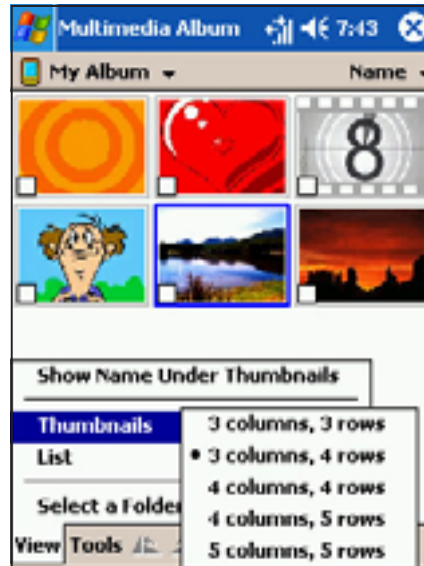 Multimedia Album 7:43
My Album Name
8
Show Name Under Thumbnails
Thumbnails
List
Select a Folder
3 columns, 3 rows
3 columns, 4 rows
4 columns, 4 rows
4 columns, 5 rows
5 columns, 5 rows
View Tools